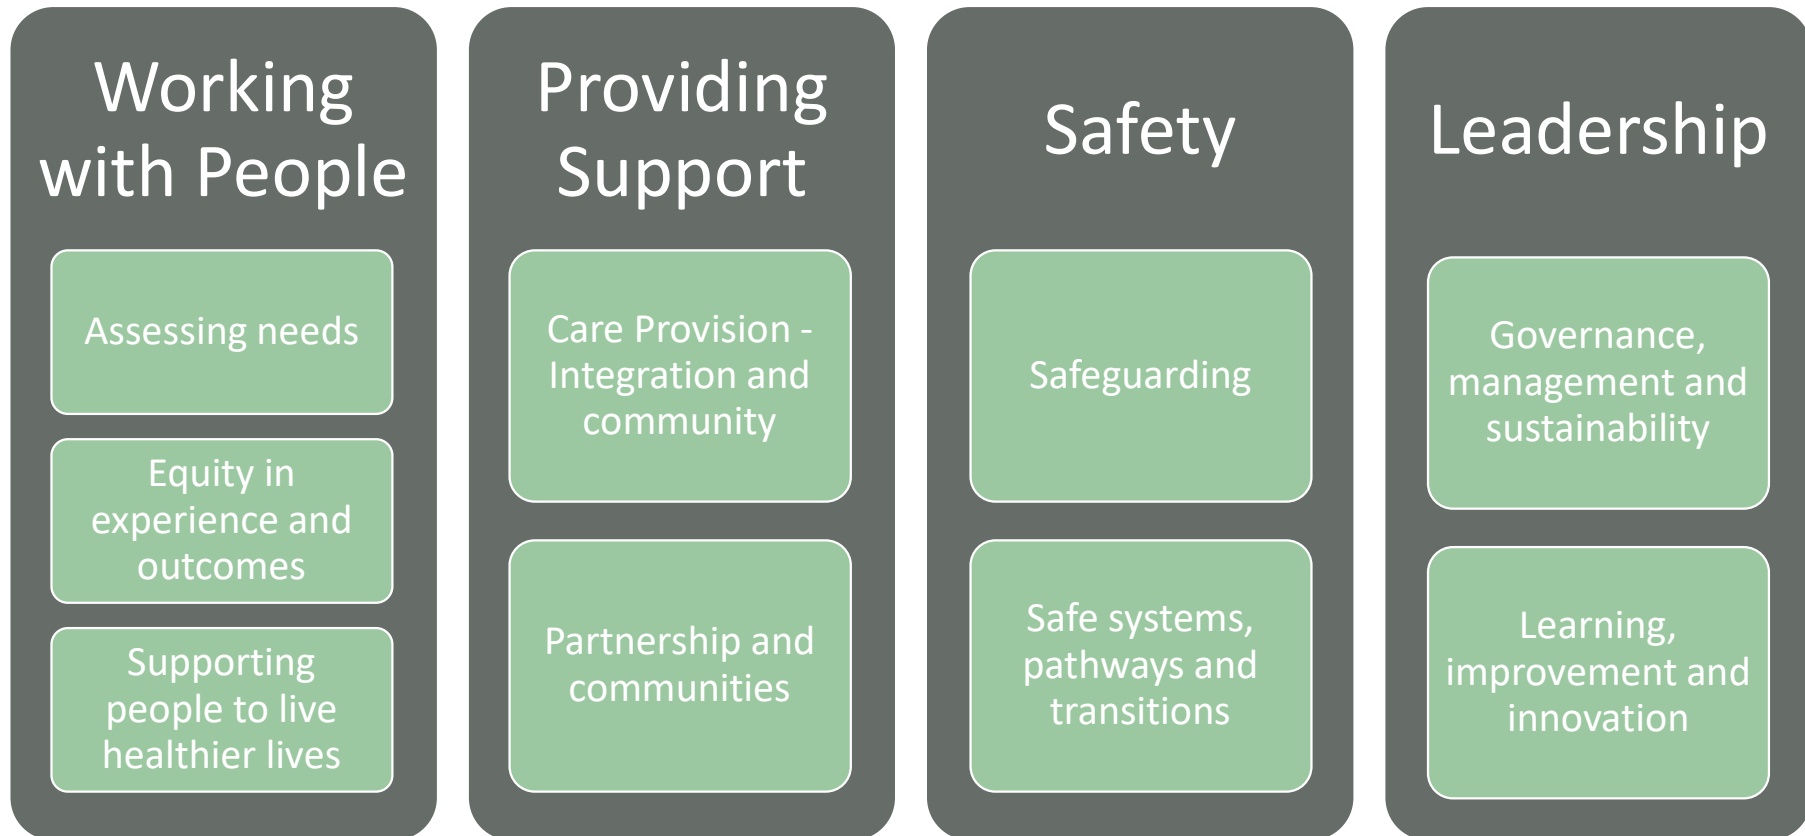 Working
with People
Assessing needs
Equity in
experience and
outcomes
Supporting
people to live
healthier lives
Providing
Support
Care Provision -
Integration and
community
Partnership and
communities
Safety
Safeguarding
Safe systems,
pathways and
transitions
Leadership
Governance,
management and
sustainability
Learning,
improvement and
innovation